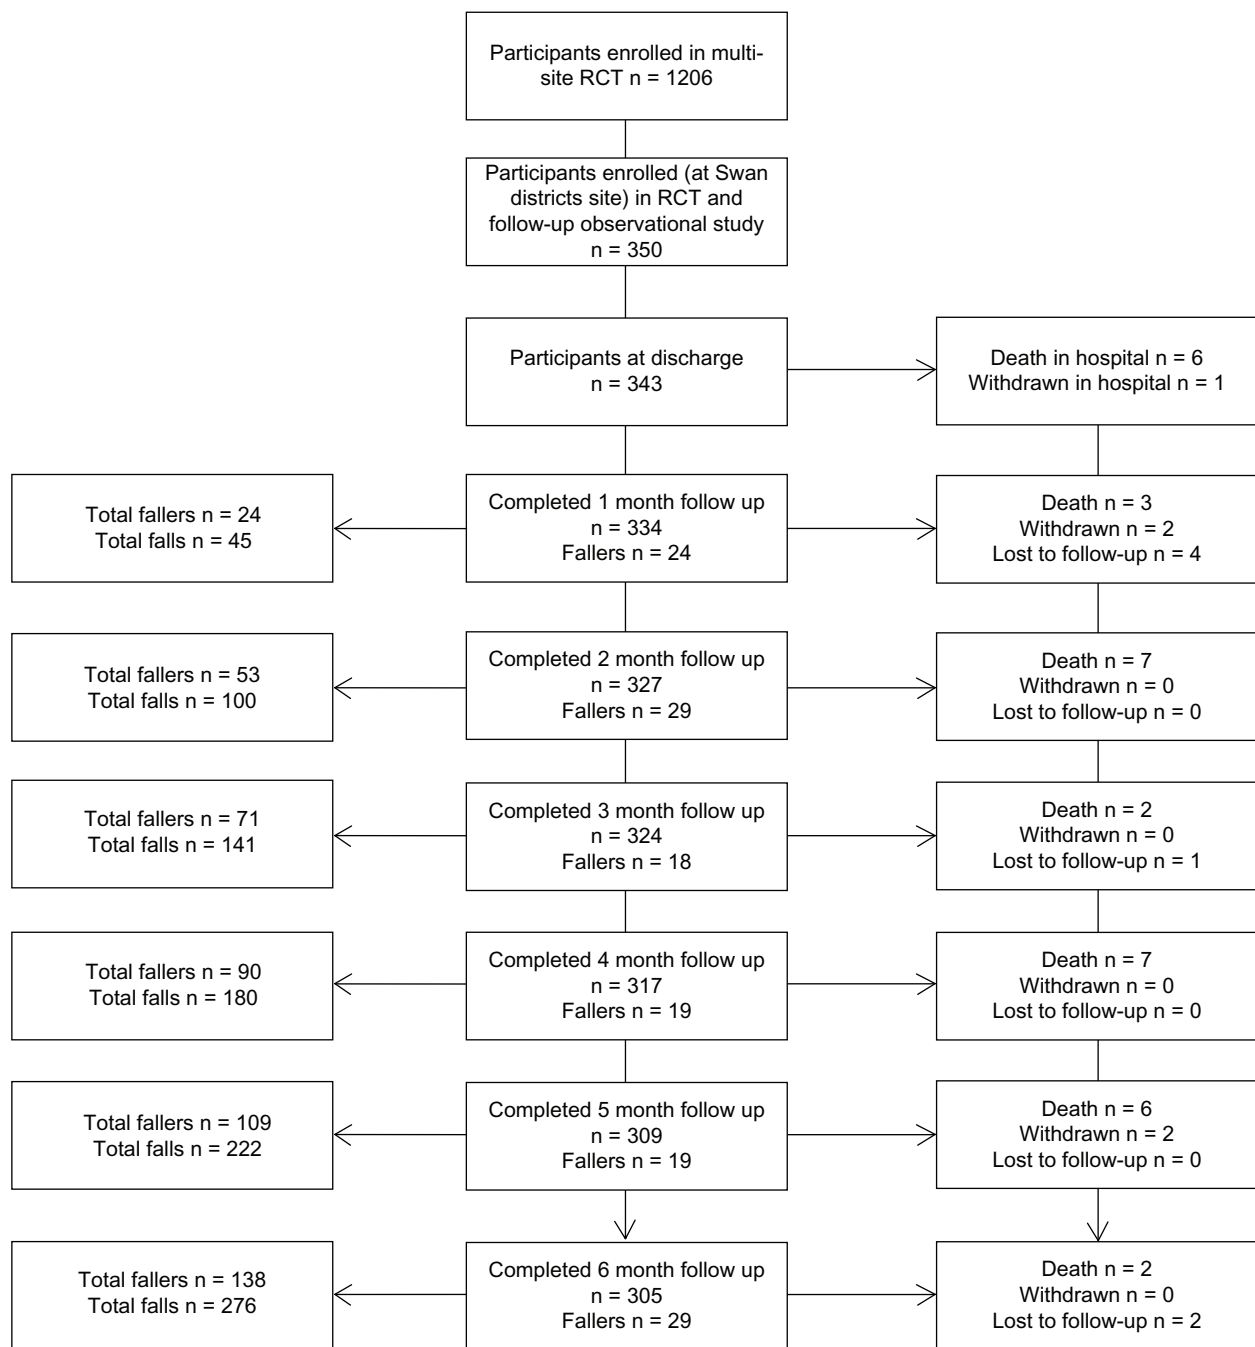 Participants enrolled in multi-
site RCT n = 1206
Participants enrolled (at Swan
districts site) in RCT and
follow-up observational study
n = 350
Participants at discharge
n = 343
Death in hospital n = 6
Withdrawn in hospital n = 1
Total fallers n = 24
Total falls n = 45
Completed 1 month follow up
n = 334
Fallers n = 24
Death n = 3
Withdrawn n = 2
Lost to follow-up n = 4
Total fallers n = 53
Total falls n = 100
Completed 2 month follow up
n = 327
Fallers n = 29
Death n = 7
Withdrawn n = 0
Lost to follow-up n = 0
Total fallers n = 71
Total falls n = 141
Completed 3 month follow up
n = 324
Fallers n = 18
Death n = 2
Withdrawn n = 0
Lost to follow-up n = 1
Total fallers n = 90
Total falls n = 180
Completed 4 month follow up
n = 317
Fallers n = 19
Death n = 7
Withdrawn n = 0
Lost to follow-up n = 0
Total fallers n = 109
Total falls n = 222
Completed 5 month follow up
n = 309
Fallers n = 19
Death n = 6
Withdrawn n = 2
Lost to follow-up n = 0
Total fallers n = 138
Total falls n = 276
Completed 6 month follow up
n = 305
Fallers n = 29
Death n = 2
Withdrawn n = 0
Lost to follow-up n = 2